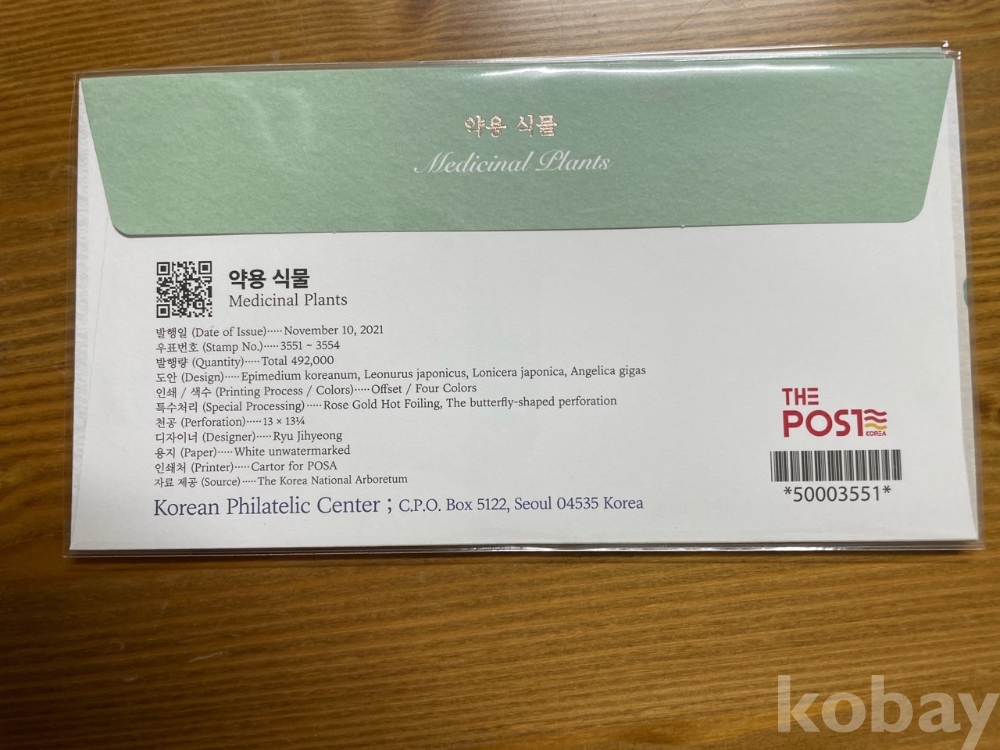 약용 식물
Medicinal Plants
약용 식물
Medicinal Plants
발행일 (Date of Issue)····· November 10, 2021
우표번호 (Stamp No.)····· 3551 ~ 3554
발행량 (Quantity)····· Total 492,000
도안 (Design)····· Epimedium koreanum, Leonurus japonicus, Lonicera japonica, Angelica gigas
인쇄 / 색수 (Printing Process / Colors)····· Offset / Four Colors
특수처리 (Special Processing)····· Rose Gold Hot Foiling, The butterfly-shaped perforation
천공 (Perforation)····· 13 × 13¼
디자이너 (Designer)····· Ryu Jihyeong
용지 (Paper)····· White unwatermarked
인쇄처 (Printer)····· Cartor for POSA
자료 제공 (Source)····· The Korea National Arboretum
Korean Philatelic Center ; C.P.O. Box 5122, Seoul 04535 Korea
THE
POST
KOREA
*50003551*
kobay